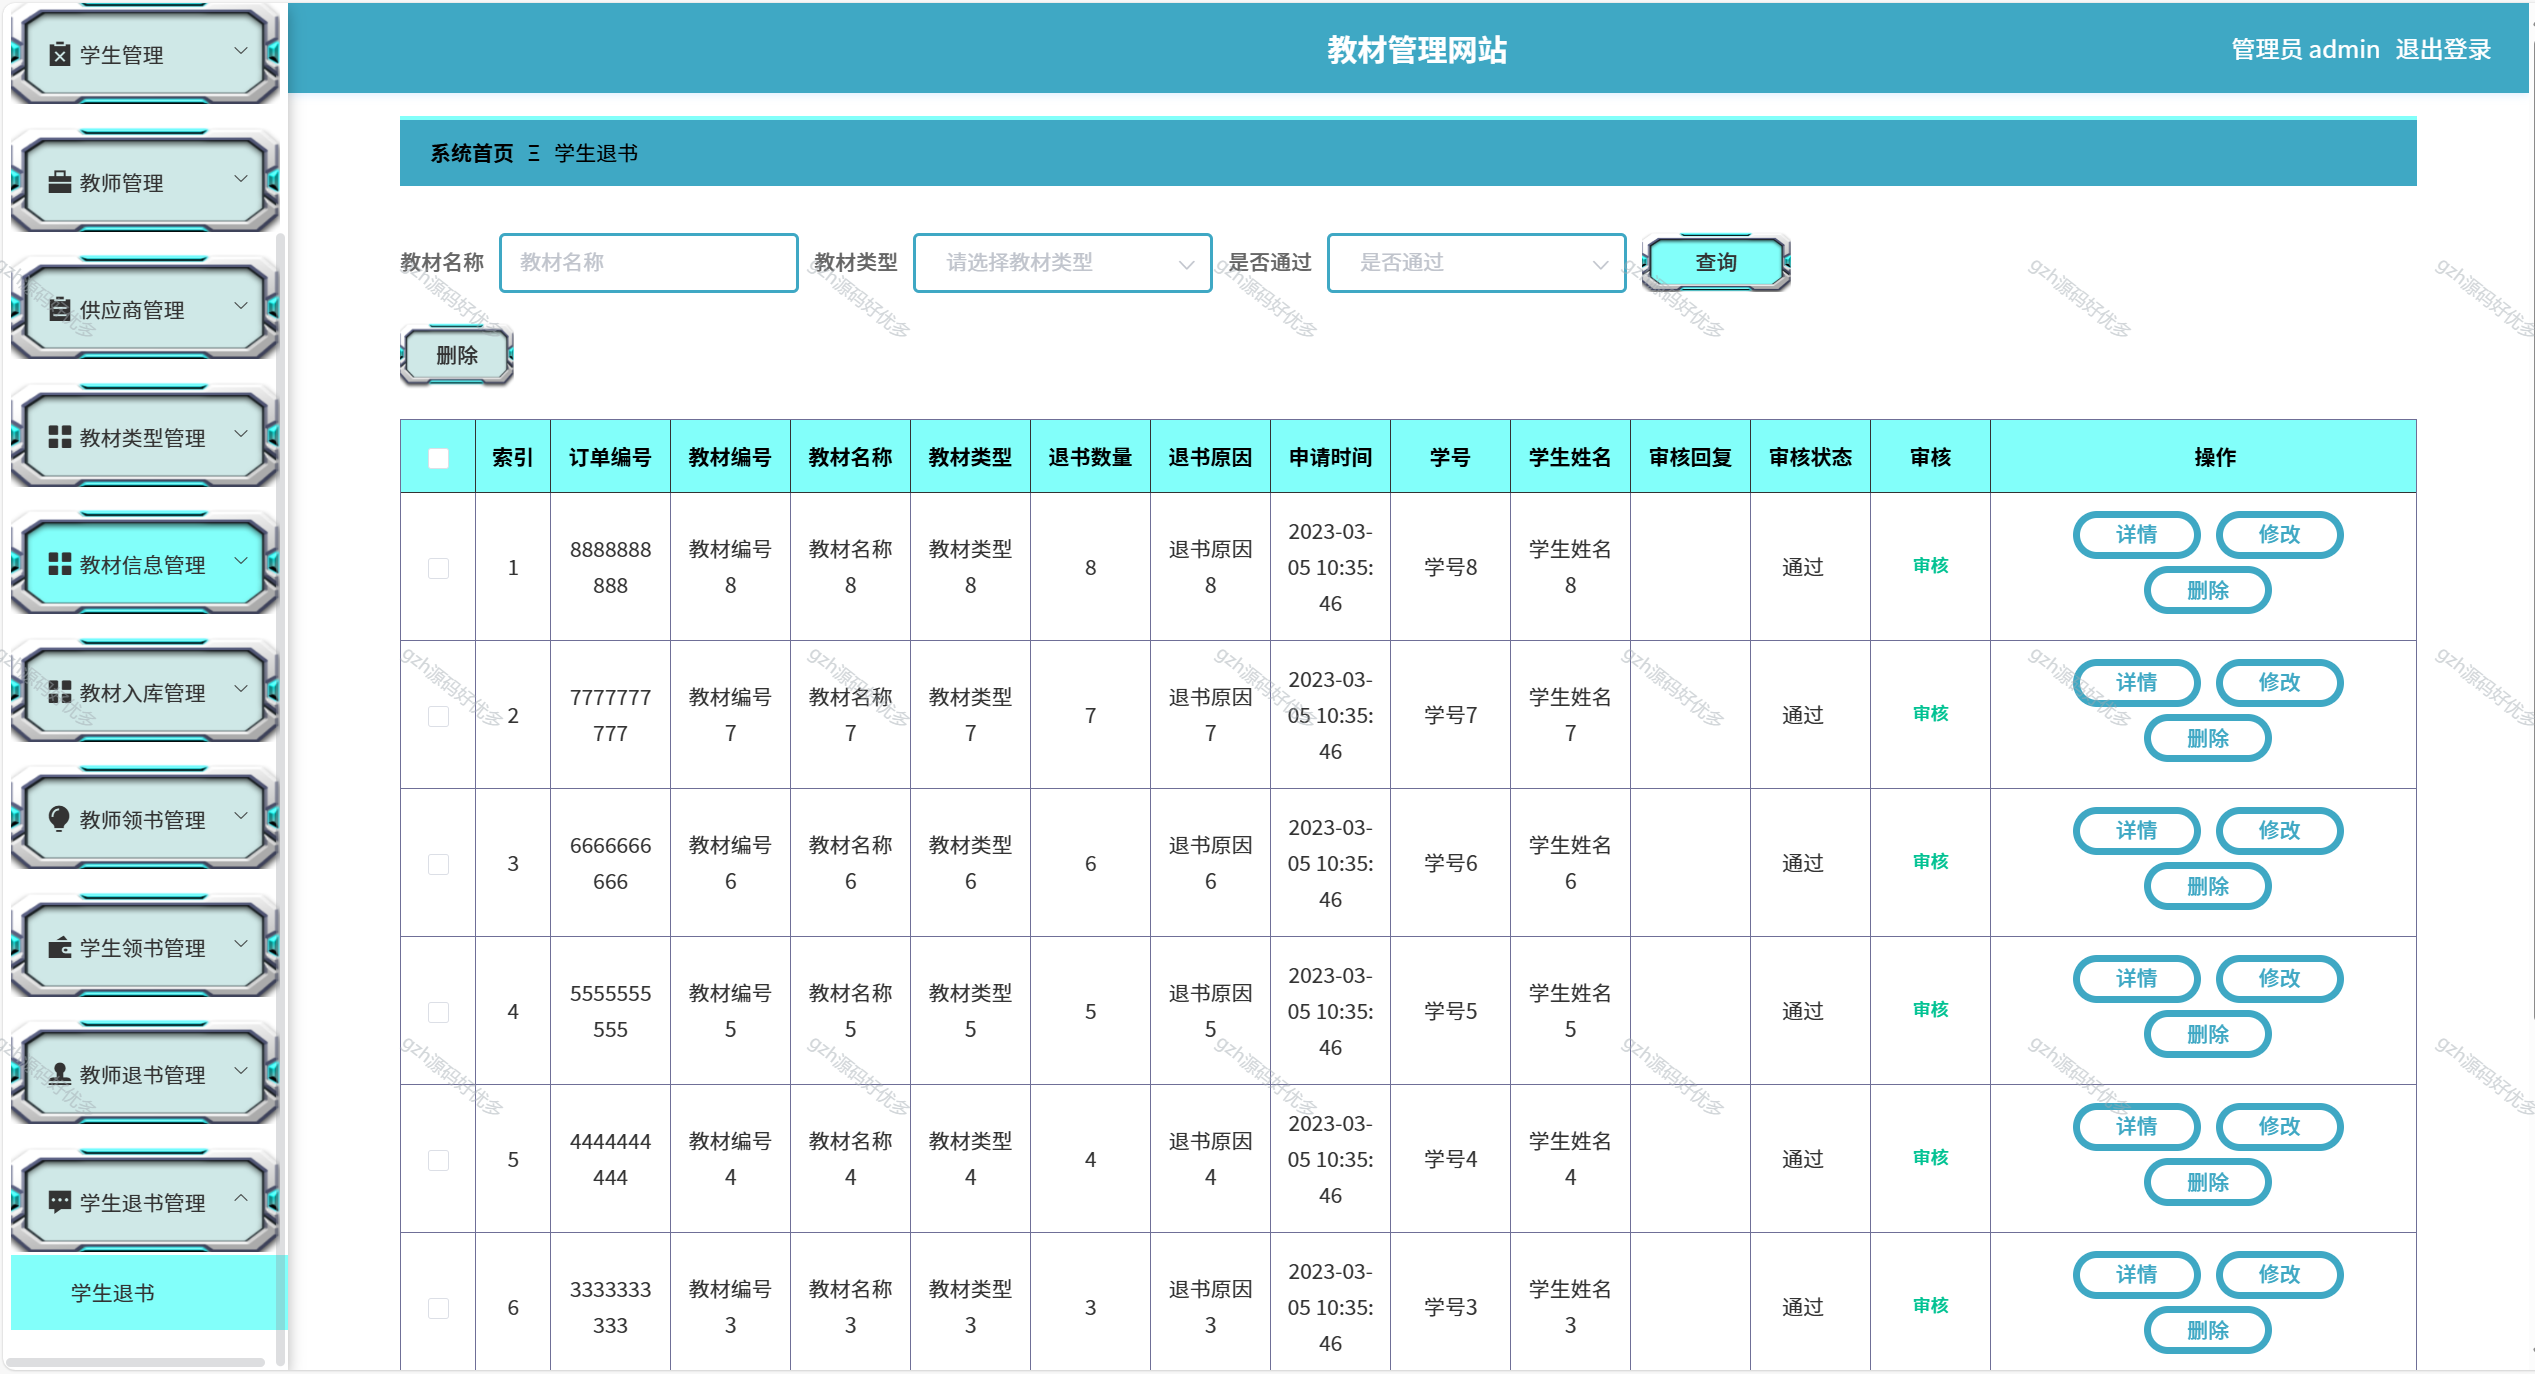 教材管理网站
管理员 admin 退出登录
学生管理
教师管理
供应商管理
教材类型管理
教材信息管理
教材入库管理
教师领书管理
学生领书管理
教师退书管理
学生退书管理
学生退书
系统首页 Ξ 学生退书
教材名称 教材名称 教材类型 请选择教材类型 是否通过 是否通过 查询
删除
索引 订单编号 教材编号 教材名称 教材类型 退书数量 退书原因 申请时间 学号 学生姓名 审核回复 审核状态 审核 操作
1 8888888888 教材编号8 教材名称8 教材类型8 8 退书原因8 2023-03-05 10:35:46 学号8 学生姓名8 通过 审核 详情 修改 删除
2 7777777777 教材编号7 教材名称7 教材类型7 7 退书原因7 2023-03-05 10:35:46 学号7 学生姓名7 通过 审核 详情 修改 删除
3 6666666666 教材编号6 教材名称6 教材类型6 6 退书原因6 2023-03-05 10:35:46 学号6 学生姓名6 通过 审核 详情 修改 删除
4 5555555555 教材编号5 教材名称5 教材类型5 5 退书原因5 2023-03-05 10:35:46 学号5 学生姓名5 通过 审核 详情 修改 删除
5 4444444444 教材编号4 教材名称4 教材类型4 4 退书原因4 2023-03-05 10:35:46 学号4 学生姓名4 通过 审核 详情 修改 删除
6 3333333333 教材编号3 教材名称3 教材类型3 3 退书原因3 2023-03-05 10:35:46 学号3 学生姓名3 通过 审核 详情 修改 删除
gzh源码好优多